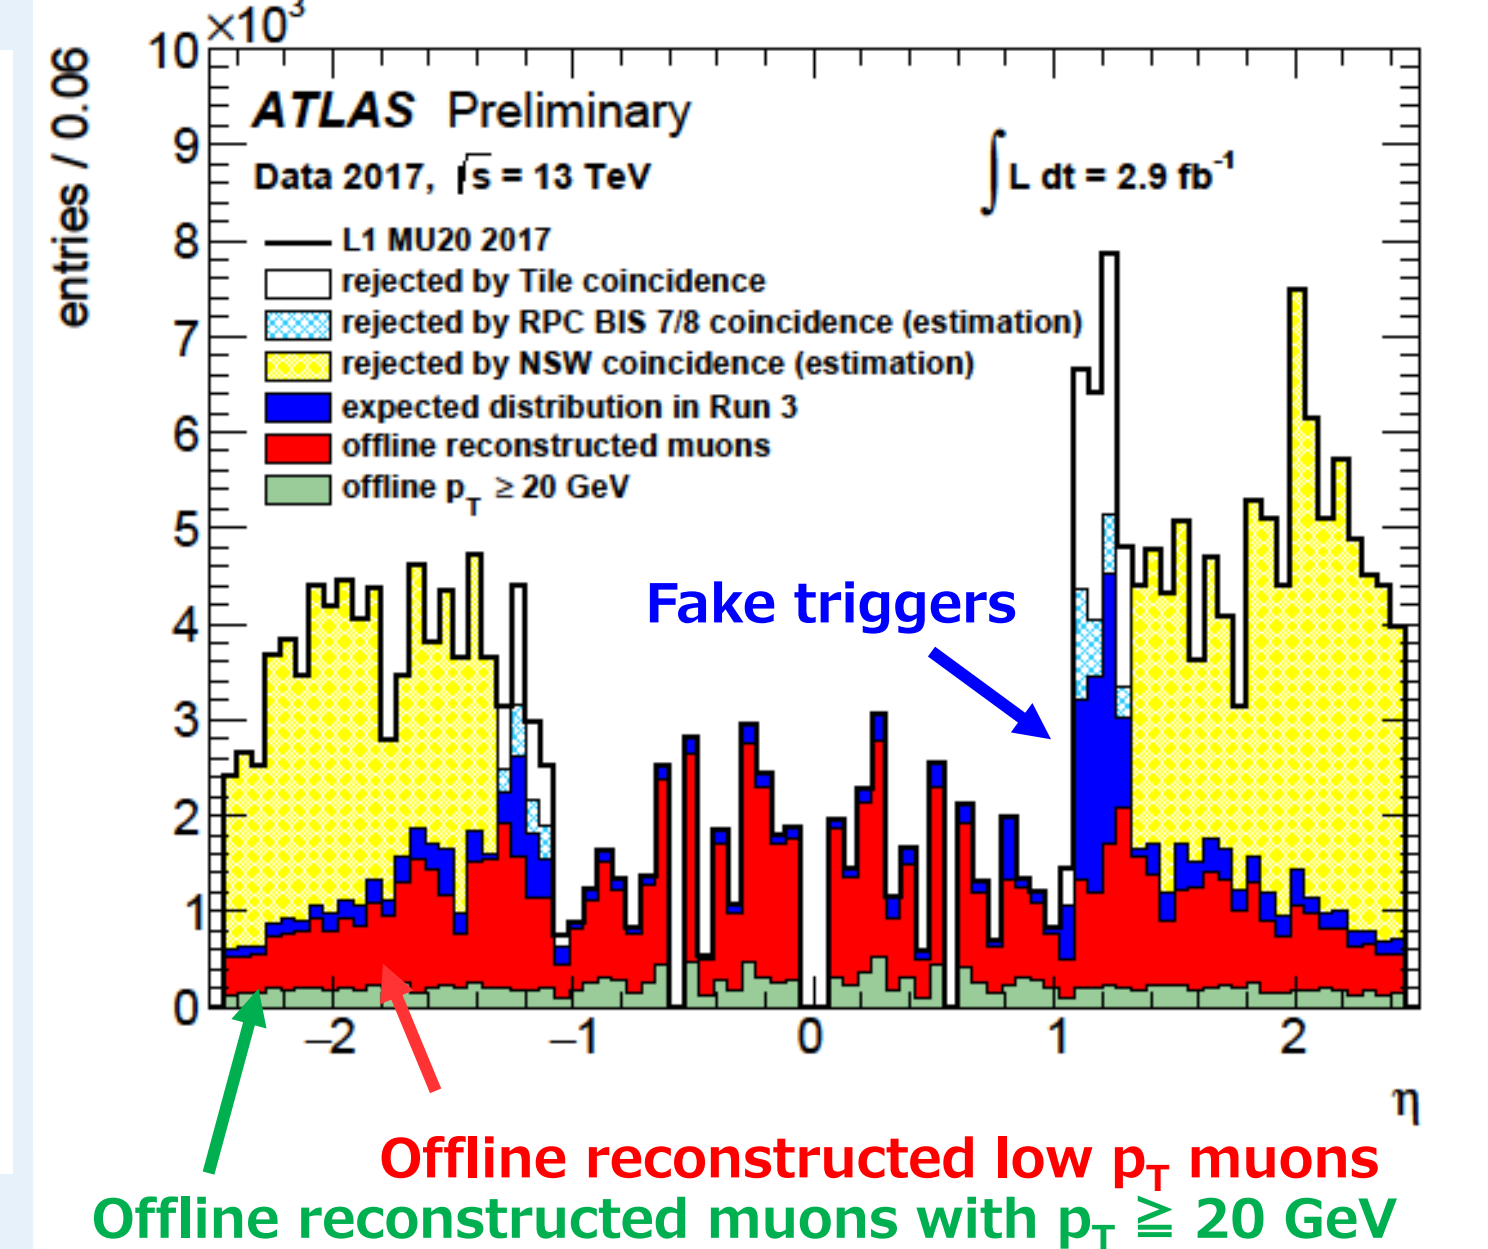 ×10³
entries / 0.06
10
9
8
7
6
5
4
3
2
1
0
ATLAS Preliminary
Data 2017, √s = 13 TeV
∫ L dt = 2.9 fb⁻¹
L1 MU20 2017
rejected by Tile coincidence
rejected by RPC BIS 7/8 coincidence (estimation)
rejected by NSW coincidence (estimation)
expected distribution in Run 3
offline reconstructed muons
offline p_T ≥ 20 GeV
Fake triggers
−2 −1 0 1 2
η
Offline reconstructed low p_T muons
Offline reconstructed muons with p_T ≧ 20 GeV